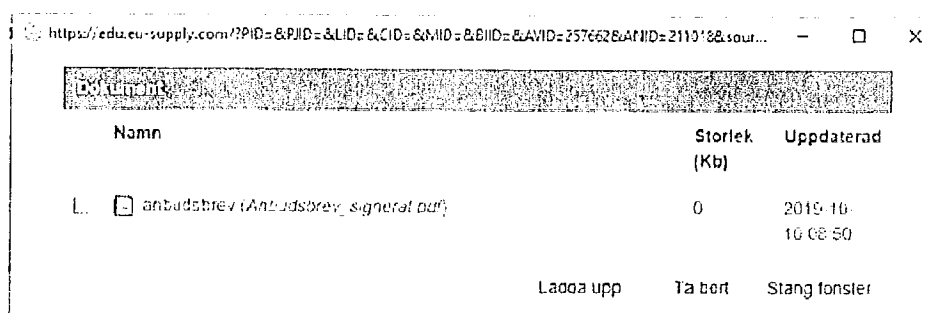 https://edu.eu-supply.com/?PID=&PJID=&LID=&CID=&MID=&BIID=&AVID=257662&ANID=211018&sour...
Dokument
Namn Storlek Uppdaterad
(Kb)
anbudsbrev (Anbudsbrev_signerat.pdf) 0 2019-10-
10 08:50
Ladda upp Ta bort Stäng fönster